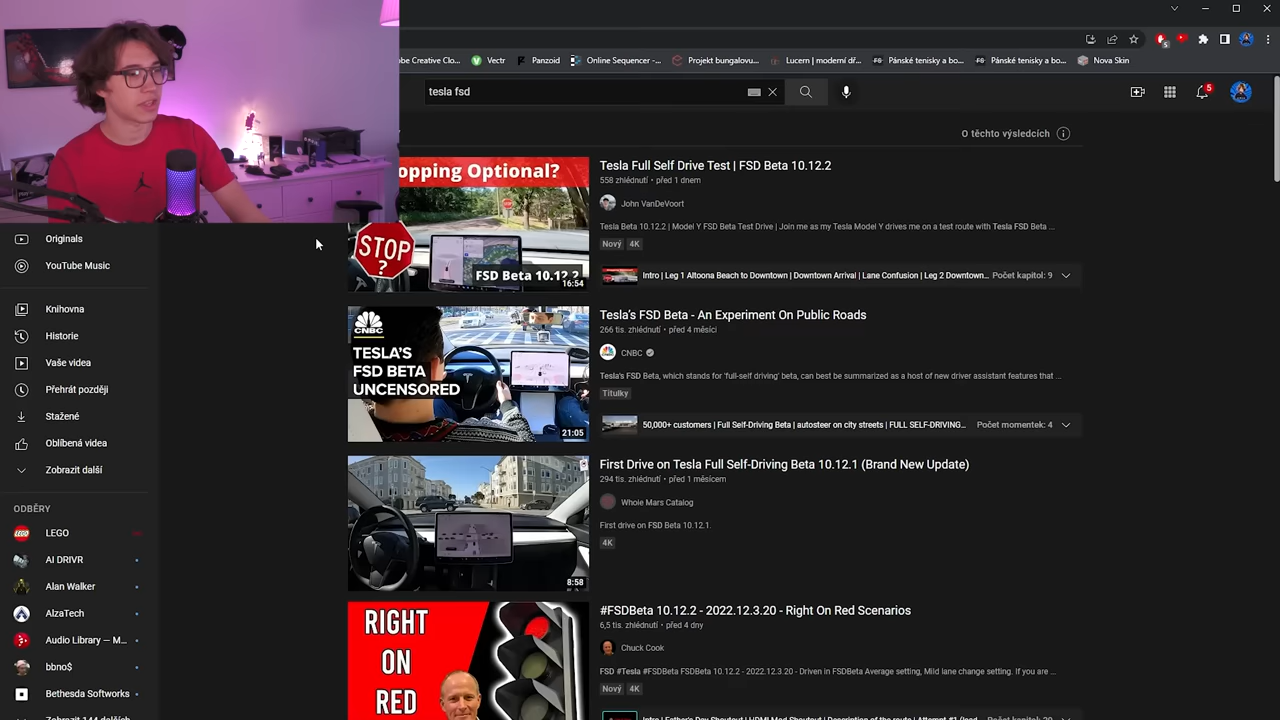 obe Creative Clo...
Vectr
Panzoid
Online Sequencer -...
Projekt bungalovu...
Lucern | moderní dř...
Pánské tenisky a bo...
Pánské tenisky a bo...
Nova Skin
tesla fsd
5
O těchto výsledcích
Originals
YouTube Music
Knihovna
Historie
Vaše videa
Přehrát později
Stažené
Oblíbená videa
Zobrazit další
ODBĚRY
LEGO
AI DRIVR
Alan Walker
AlzaTech
Audio Library — M...
bbno$
Bethesda Softworks
Zobrazit 144 dalších
opping Optional?
STOP
?
FSD Beta 10.12.2
16:54
Tesla Full Self Drive Test | FSD Beta 10.12.2
558 zhlédnutí • před 1 dnem
John VanDeVoort
Tesla Beta 10.12.2 | Model Y FSD Beta Test Drive | Join me as my Tesla Model Y drives me on a test route with Tesla FSD Beta ...
Nový 4K
Intro | Leg 1 Altoona Beach to Downtown | Downtown Arrival | Lane Confusion | Leg 2 Downtown... Počet kapitol: 9
CNBC
TESLA'S
FSD BETA
UNCENSORED
21:05
Tesla's FSD Beta - An Experiment On Public Roads
266 tis. zhlédnutí • před 4 měsíci
CNBC
Tesla's FSD Beta, which stands for 'full-self driving' beta, can best be summarized as a host of new driver assistant features that ...
Titulky
50,000+ customers | Full Self-Driving Beta | autosteer on city streets | FULL SELF-DRIVING... Počet momentek: 4
8:58
First Drive on Tesla Full Self-Driving Beta 10.12.1 (Brand New Update)
294 tis. zhlédnutí • před 1 měsícem
Whole Mars Catalog
First drive on FSD Beta 10.12.1.
4K
RIGHT
ON
RED
#FSDBeta 10.12.2 - 2022.12.3.20 - Right On Red Scenarios
6,5 tis. zhlédnutí • před 4 dny
Chuck Cook
FSD #Tesla #FSDBeta FSDBeta 10.12.2 - 2022.12.3.20 - Driven in FSDBeta Average setting, Mild lane change setting. If you are ...
Nový 4K